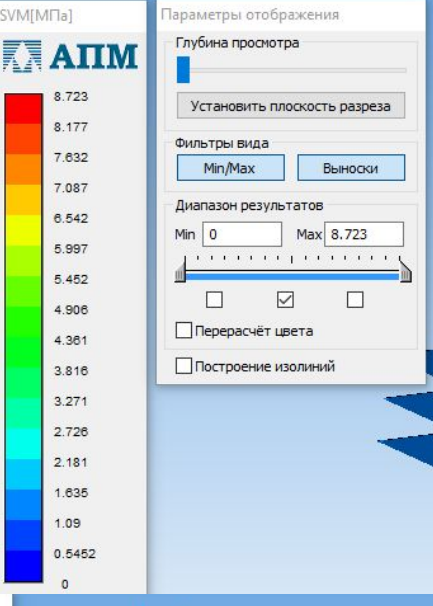 SVM[МПа]
АПМ
8.723
8.177
7.632
7.087
6.542
5.997
5.452
4.906
4.361
3.816
3.271
2.726
2.181
1.635
1.09
0.5452
0
Параметры отображения
Глубина просмотра
Установить плоскость разреза
Фильтры вида
Min/Max Выноски
Диапазон результатов
Min 0 Max 8.723
Перерасчёт цвета
Построение изолиний